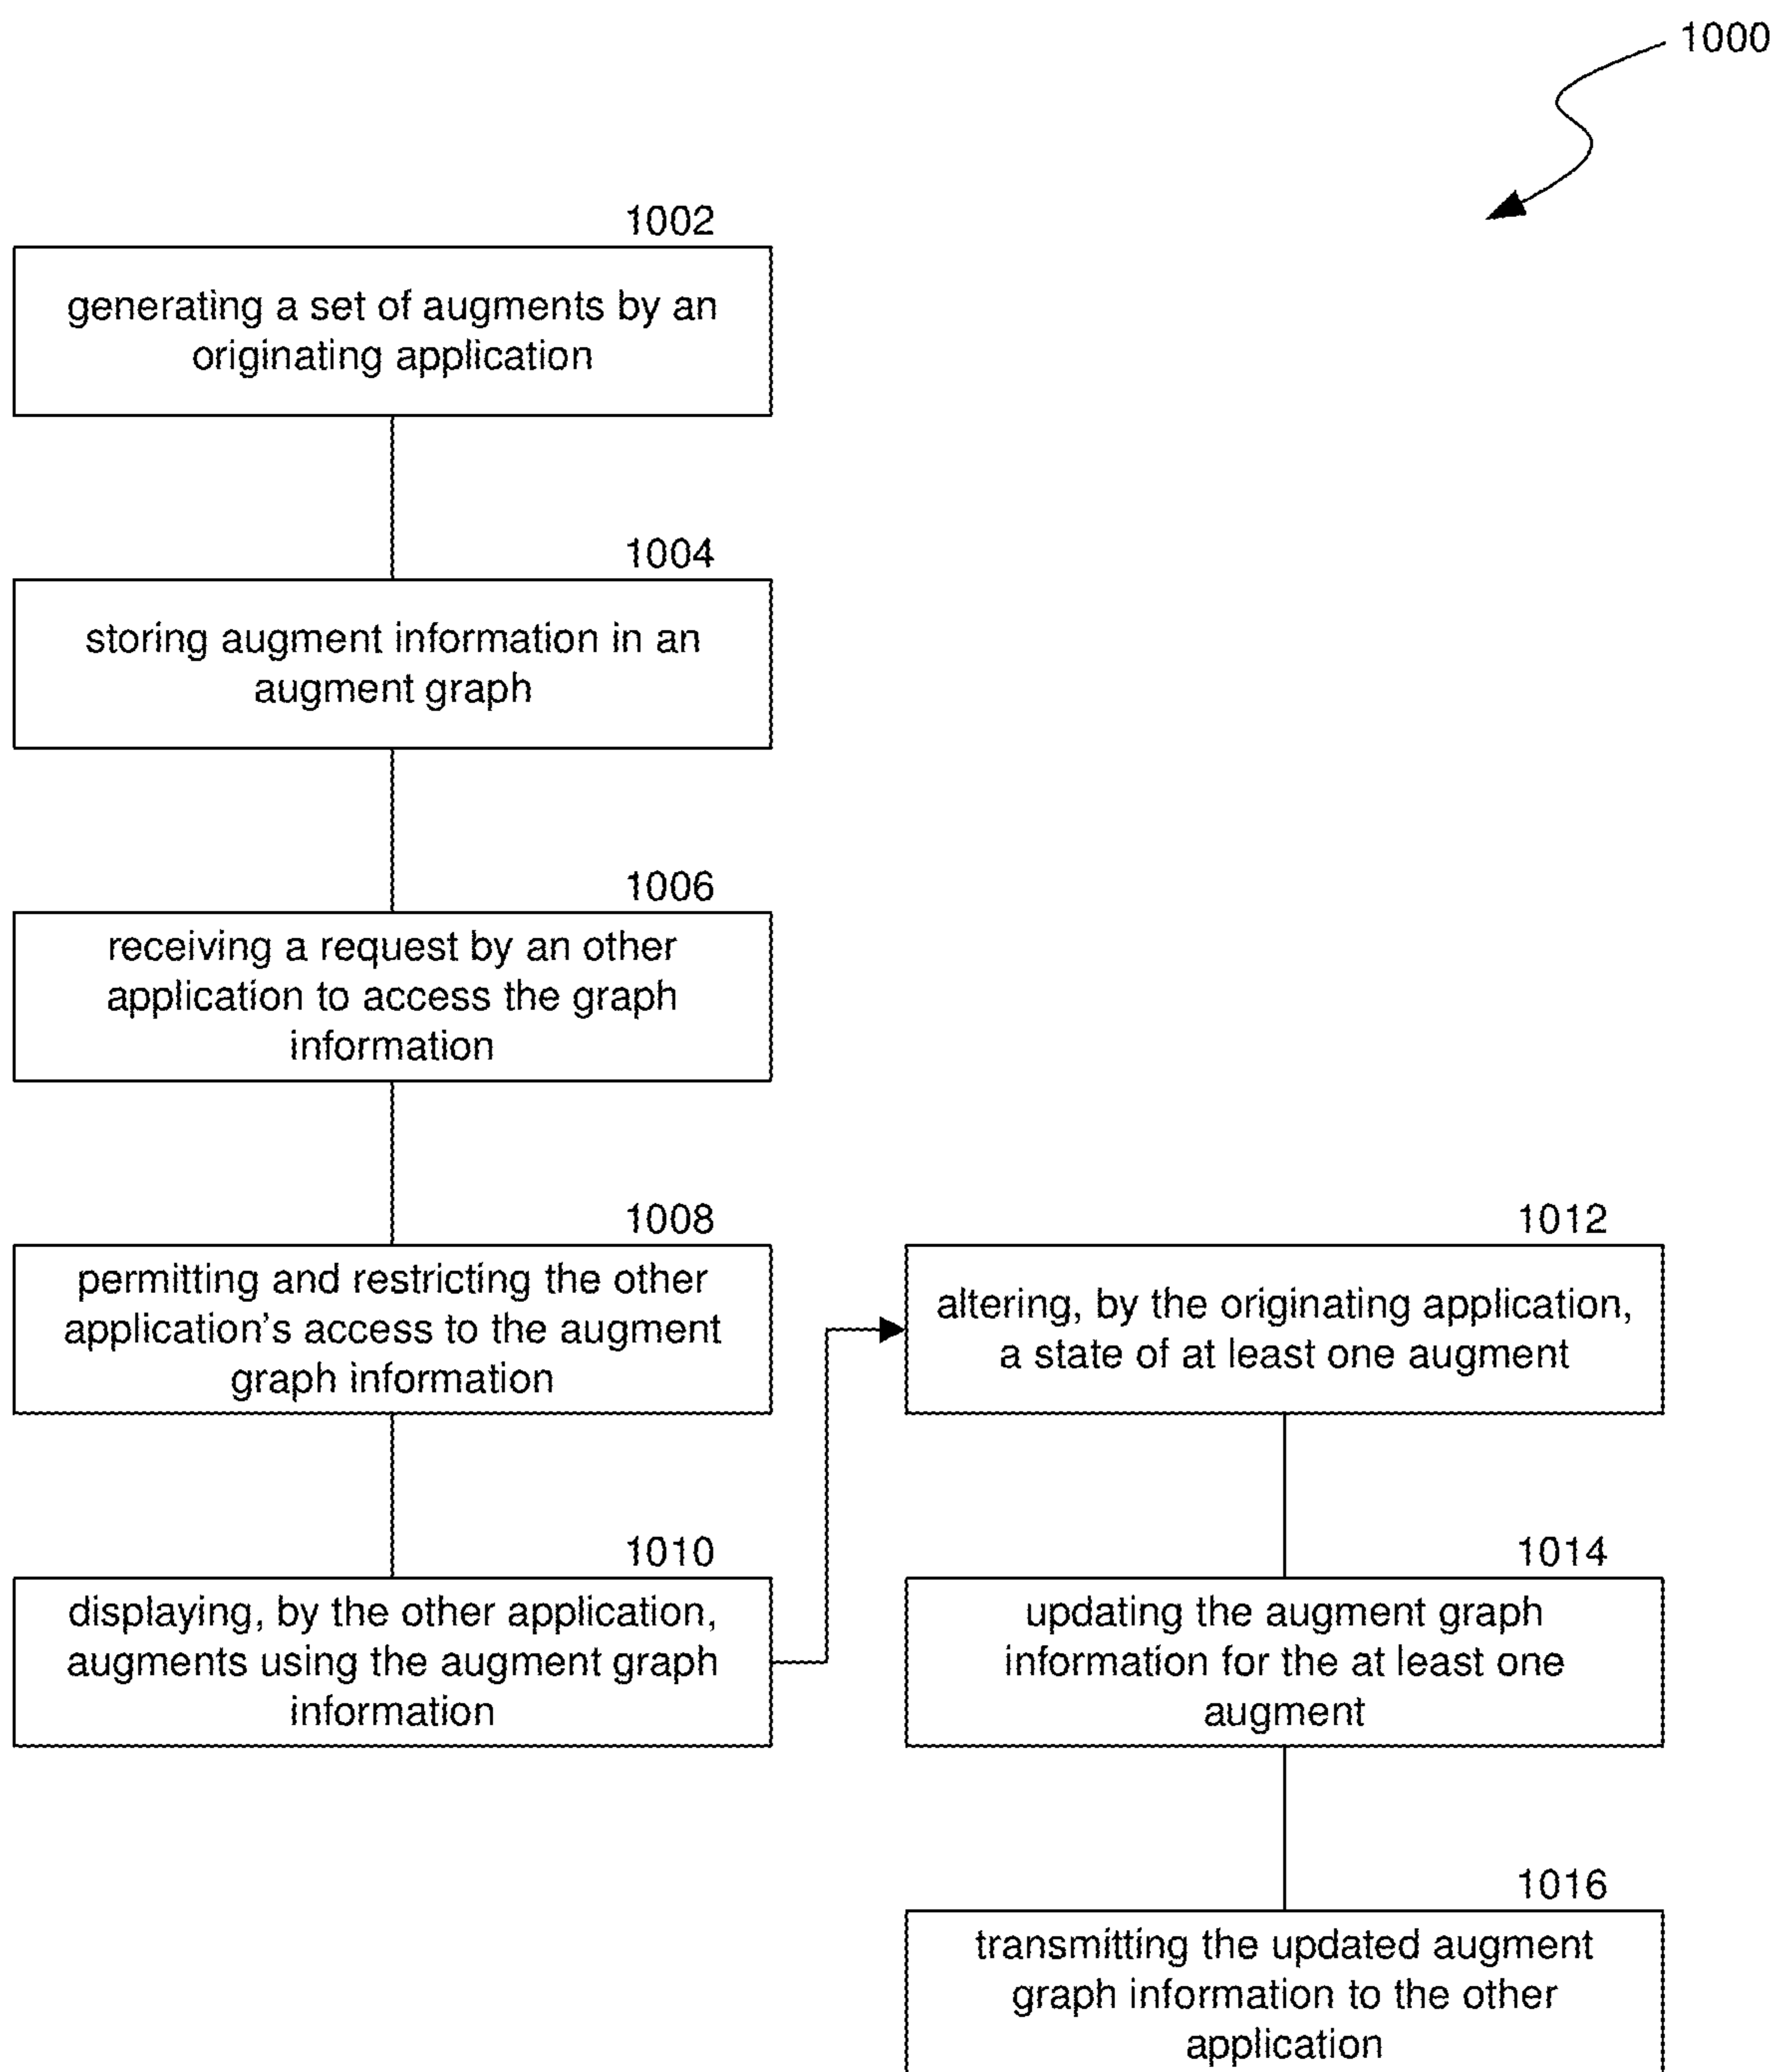 1000
1002
generating a set of augments by an
originating application
1004
storing augment information in an
augment graph
1006
receiving a request by an other
application to access the graph
information
1008
permitting and restricting the other
application's access to the augment
graph information
1010
displaying, by the other application,
augments using the augment graph
information
1012
altering, by the originating application,
a state of at least one augment
1014
updating the augment graph
information for the at least one
augment
1016
transmitting the updated augment
graph information to the other
application